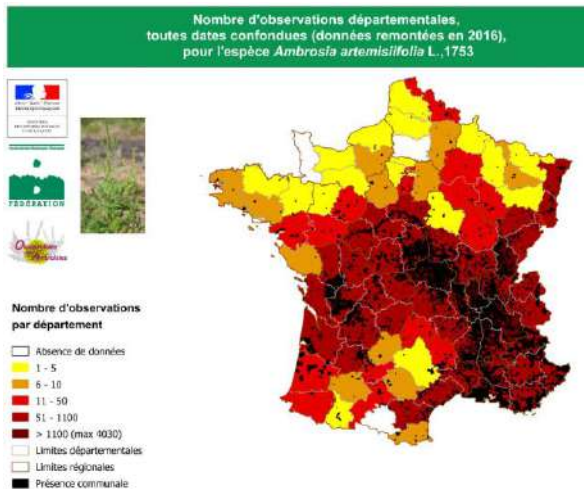 Nombre d'observations départementales,
toutes dates confondues (données remontées en 2016),
pour l'espèce Ambrosia artemisiifolia L.,1753
FÉDÉRATION
Nombre d'observations
par département
Absence de données
1 - 5
6 - 10
11 - 50
51 - 1100
> 1100 (max 4030)
Limites départementales
Limites régionales
Présence communale